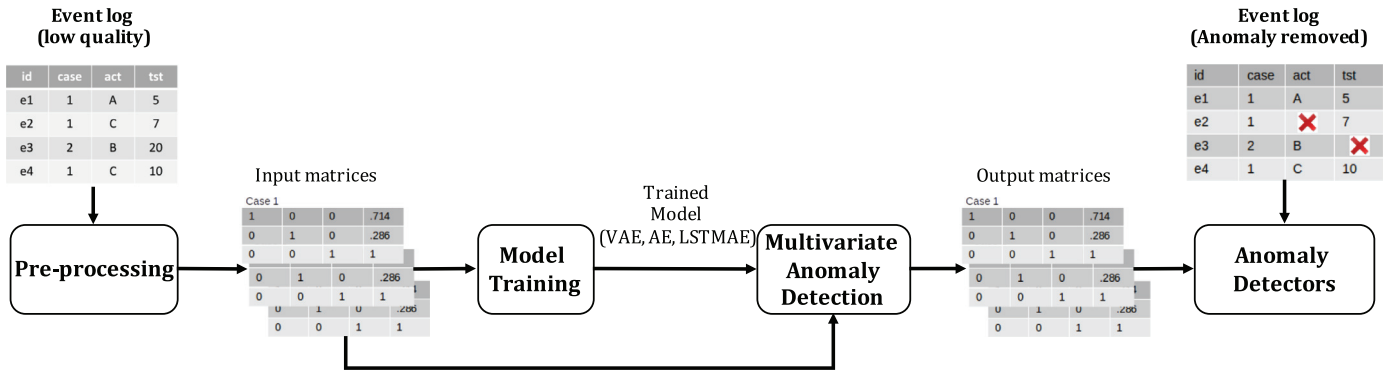 Event log
(low quality)
id case act tst
e1 1 A 5
e2 1 C 7
e3 2 B 20
e4 1 C 10
Pre-processing
Input matrices
Case 1
1 0 0 .714
0 1 0 .286
0 0 1 1
0 1 0 .286
0 0 1 1
0 1 0 .286
0 0 1 1
Model
Training
Trained
Model
(VAE, AE, LSTMAE)
Multivariate
Anomaly
Detection
Output matrices
Case 1
1 0 0 .714
0 1 0 .286
0 0 1 1
0 1 0 .286
0 0 1 1
0 1 0 .286
0 0 1 1
Event log
(Anomaly removed)
id case act tst
e1 1 A 5
e2 1 7
e3 2 B
e4 1 C 10
Anomaly
Detectors